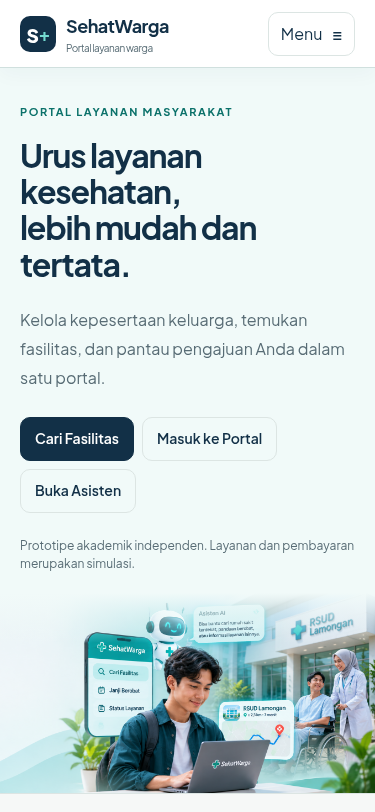 S+
SehatWarga
Portal layanan warga
Menu
PORTAL LAYANAN MASYARAKAT
Urus layanan
kesehatan,
lebih mudah dan
tertata.
Kelola kepesertaan keluarga, temukan
fasilitas, dan pantau pengajuan Anda dalam
satu portal.
Cari Fasilitas
Masuk ke Portal
Buka Asisten
Prototipe akademik independen. Layanan dan pembayaran
merupakan simulasi.
Asisten AI
SehatWarga
Cari Fasilitas
Janji Berobat
Status Layanan
RSUD
Lamongan
RSUD Lamongan
SehatWarga